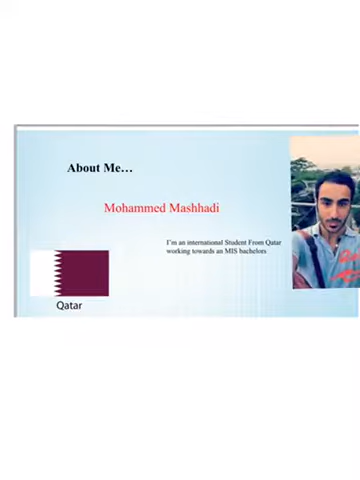 About Me…
Mohammed Mashhadi
I'm an international Student From Qatar
working towards an MIS bachelors
Qatar